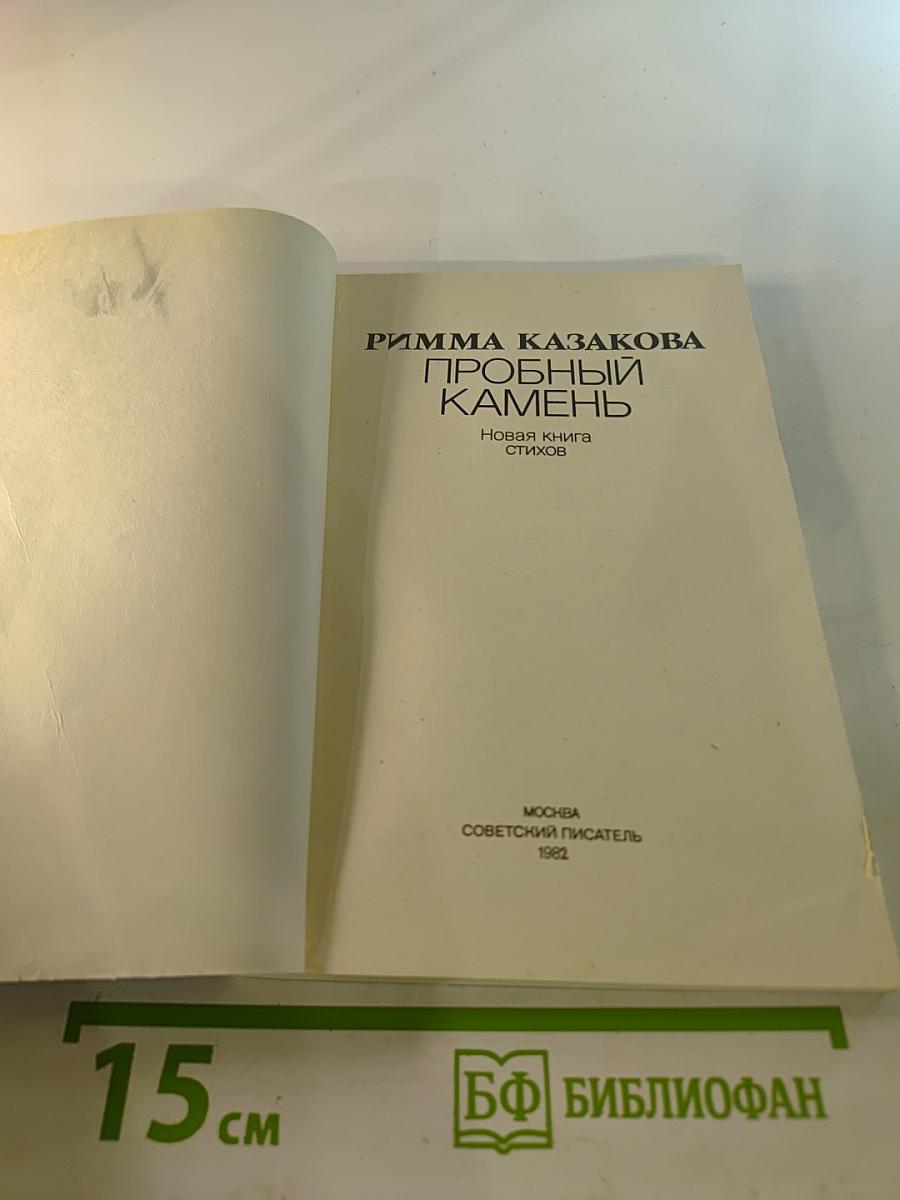 РИММА КАЗАКОВА
ПРОБНЫЙ
КАМЕНЬ
Новая книга
стихов
МОСКВА
СОВЕТСКИЙ ПИСАТЕЛЬ
1982
15 см
БФ БИБЛИОФАН